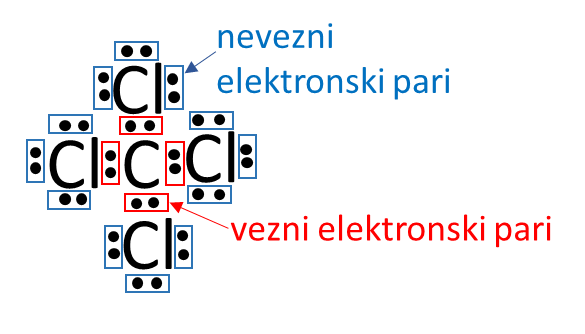 nevezni
elektronski pari
Cl
Cl C Cl
Cl
vezni elektronski pari